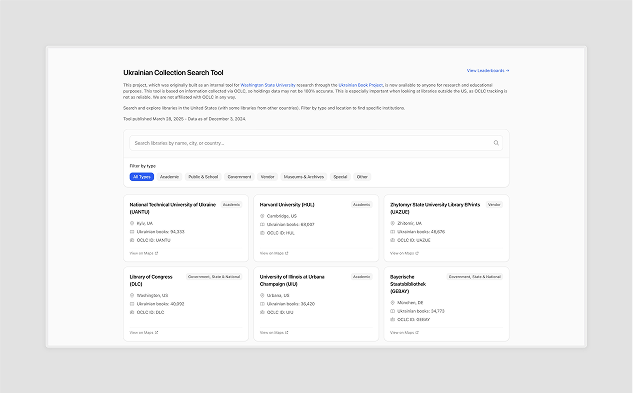 Ukrainian Collection Search Tool
View Leaderboards →
This project, which was originally built as an internal tool for Washington State University research through the Ukrainian Book Project, is now available to anyone for research and educational
purposes. This tool is based on information collected via OCLC, so holdings data may not be 100% accurate. This is especially important when looking at libraries outside the US, as OCLC tracking is
not as reliable. We are not affiliated with OCLC in any way.
Search and explore libraries in the United States (with some libraries from other countries). Filter by type and location to find specific institutions.
Tool published March 28, 2025 • Data as of December 3, 2024.
Search libraries by name, city, or country...
Filter by type
All Types Academic Public & School Government Vendor Museums & Archives Special Other
National Technical University of Ukraine
(UANTU)
Academic
Kyiv, UA
Ukrainian books: 94,333
OCLC ID: UANTU
View on Maps
Harvard University (HUL)
Academic
Cambridge, US
Ukrainian books: 68,007
OCLC ID: HUL
View on Maps
Zhytomyr State University Library EPrints
(UAZUE)
Vendor
Zhitomir, UA
Ukrainian books: 46,676
OCLC ID: UAZUE
View on Maps
Library of Congress
(DLC)
Government, State & National
Washington, US
Ukrainian books: 40,092
OCLC ID: DLC
View on Maps
University of Illinois at Urbana
Champaign (UIU)
Academic
Urbana, US
Ukrainian books: 36,420
OCLC ID: UIU
View on Maps
Bayerische
Staatsbibliothek
(GEBAY)
Government, State & National
München, DE
Ukrainian books: 34,773
OCLC ID: GEBAY
View on Maps